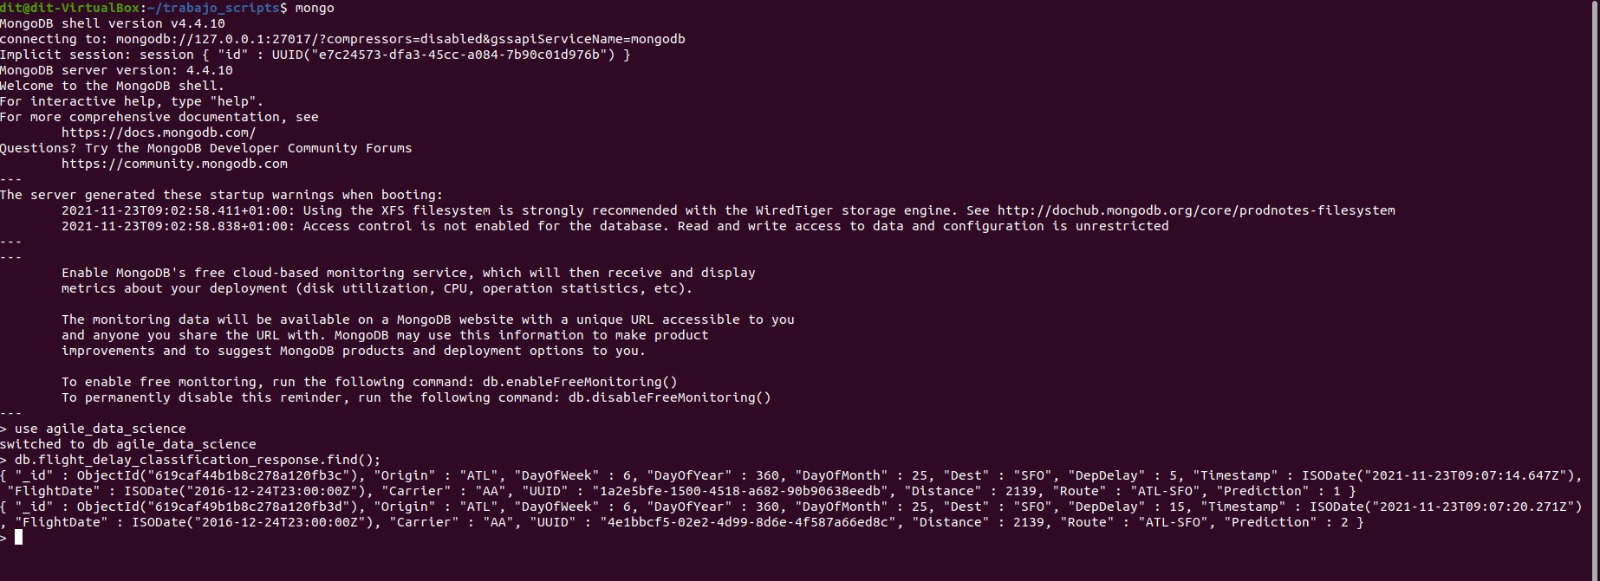 dit@dit-VirtualBox:~/trabajo_scripts$ mongo
MongoDB shell version v4.4.10
connecting to: mongodb://127.0.0.1:27017/?compressors=disabled&gssapiServiceName=mongodb
Implicit session: session { "id" : UUID("e7c24573-dfa3-45cc-a084-7b90c01d976b") }
MongoDB server version: 4.4.10
Welcome to the MongoDB shell.
For interactive help, type "help".
For more comprehensive documentation, see
https://docs.mongodb.com/
Questions? Try the MongoDB Developer Community Forums
https://community.mongodb.com
---
The server generated these startup warnings when booting:
2021-11-23T09:02:58.411+01:00: Using the XFS filesystem is strongly recommended with the WiredTiger storage engine. See http://dochub.mongodb.org/core/prodnotes-filesystem
2021-11-23T09:02:58.838+01:00: Access control is not enabled for the database. Read and write access to data and configuration is unrestricted
---
---
Enable MongoDB's free cloud-based monitoring service, which will then receive and display
metrics about your deployment (disk utilization, CPU, operation statistics, etc).
The monitoring data will be available on a MongoDB website with a unique URL accessible to you
and anyone you share the URL with. MongoDB may use this information to make product
improvements and to suggest MongoDB products and deployment options to you.
To enable free monitoring, run the following command: db.enableFreeMonitoring()
To permanently disable this reminder, run the following command: db.disableFreeMonitoring()
---
> use agile_data_science
switched to db agile_data_science
> db.flight_delay_classification_response.find();
{ "_id" : ObjectId("619caf44b1b8c278a120fb3c"), "Origin" : "ATL", "DayOfWeek" : 6, "DayOfYear" : 360, "DayOfMonth" : 25, "Dest" : "SFO", "DepDelay" : 5, "Timestamp" : ISODate("2021-11-23T09:07:14.647Z"),
"FlightDate" : ISODate("2016-12-24T23:00:00Z"), "Carrier" : "AA", "UUID" : "1a2e5bfe-1500-4518-a682-90b90638eedb", "Distance" : 2139, "Route" : "ATL-SFO", "Prediction" : 1 }
{ "_id" : ObjectId("619caf49b1b8c278a120fb3d"), "Origin" : "ATL", "DayOfWeek" : 6, "DayOfYear" : 360, "DayOfMonth" : 25, "Dest" : "SFO", "DepDelay" : 15, "Timestamp" : ISODate("2021-11-23T09:07:20.271Z")
, "FlightDate" : ISODate("2016-12-24T23:00:00Z"), "Carrier" : "AA", "UUID" : "4e1bbcf5-02e2-4d99-8d6e-4f587a66ed8c", "Distance" : 2139, "Route" : "ATL-SFO", "Prediction" : 2 }
>